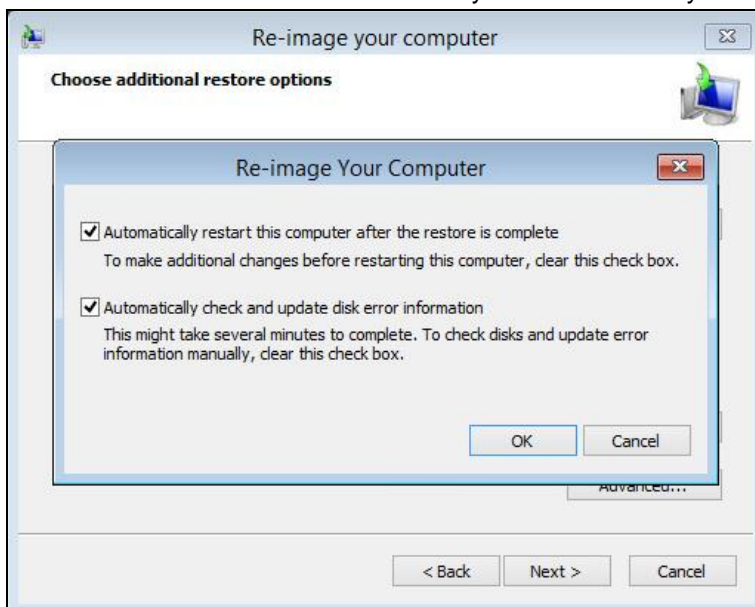 Re-image your computer
Choose additional restore options
Re-image Your Computer
Automatically restart this computer after the restore is complete
To make additional changes before restarting this computer, clear this check box.
Automatically check and update disk error information
This might take several minutes to complete. To check disks and update error
information manually, clear this check box.
OK Cancel
Advanced...
< Back Next > Cancel